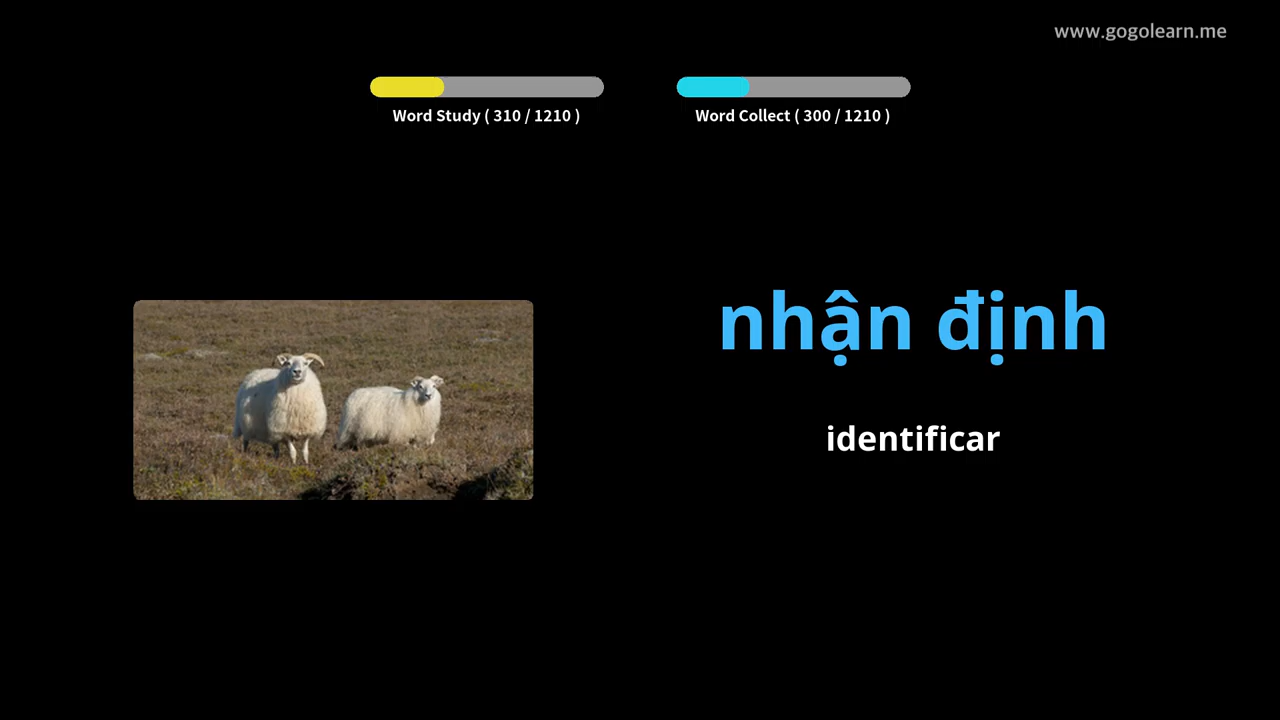 www.gogolearn.me
Word Study ( 310 / 1210 )
Word Collect ( 300 / 1210 )
nhận định
identificar